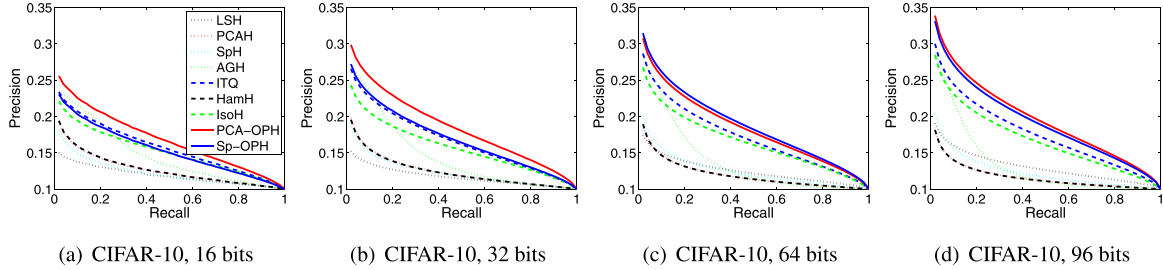 0.35
0.3
0.25
0.2
0.15
0.1
Precision
0 0.2 0.4 0.6 0.8 1
Recall
LSH
PCAH
SpH
AGH
ITQ
HamH
IsoH
PCA-OPH
Sp-OPH
(a) CIFAR-10, 16 bits
0.35
0.3
0.25
0.2
0.15
0.1
Precision
0 0.2 0.4 0.6 0.8 1
Recall
(b) CIFAR-10, 32 bits
0.35
0.3
0.25
0.2
0.15
0.1
Precision
0 0.2 0.4 0.6 0.8 1
Recall
(c) CIFAR-10, 64 bits
0.35
0.3
0.25
0.2
0.15
0.1
Precision
0 0.2 0.4 0.6 0.8 1
Recall
(d) CIFAR-10, 96 bits